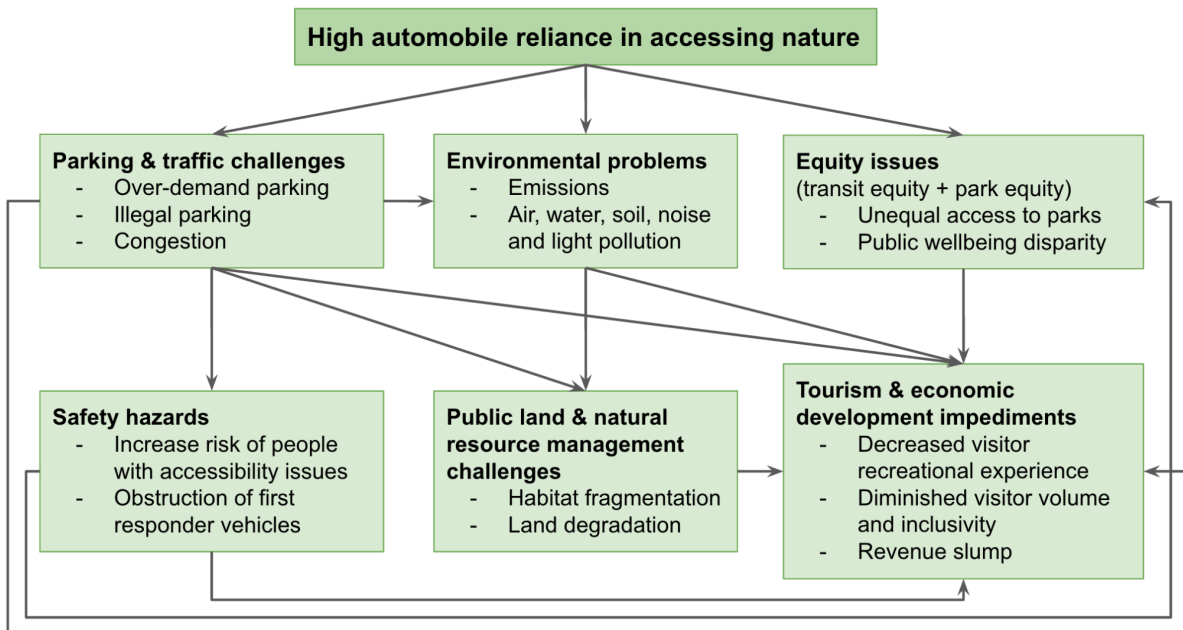 High automobile reliance in accessing nature
Parking & traffic challenges
- Over-demand parking
- Illegal parking
- Congestion
Environmental problems
- Emissions
- Air, water, soil, noise
and light pollution
Equity issues
(transit equity + park equity)
- Unequal access to parks
- Public wellbeing disparity
Safety hazards
- Increase risk of people
with accessibility issues
- Obstruction of first
responder vehicles
Public land & natural
resource management
challenges
- Habitat fragmentation
- Land degradation
Tourism & economic
development impediments
- Decreased visitor
recreational experience
- Diminished visitor volume
and inclusivity
- Revenue slump